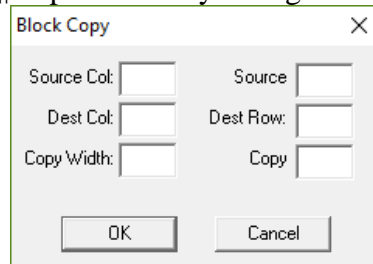 Block Copy
Source Col: Source
Dest Col: Dest Row:
Copy Width: Copy
OK Cancel